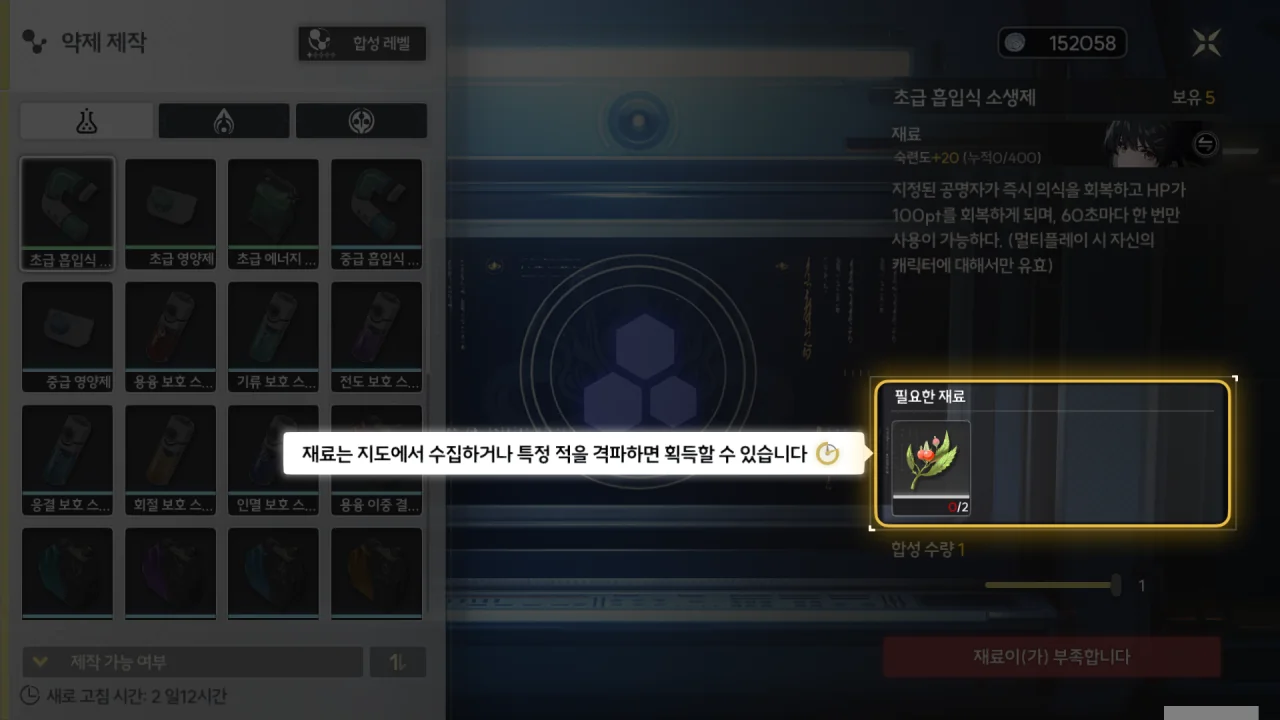 약제 제작
합성 레벨
152058
초급 흡입식 소생제
보유 5
재료
숙련도+20 (누적0/400)
지정된 공명자가 즉시 의식을 회복하고 HP가
100pt를 회복하게 되며, 60초마다 한 번만
사용이 가능하다. (멀티플레이 시 자신의
캐릭터에 대해서만 유효)
초급 흡입식 ...
초급 영양제
초급 에너지 ...
중급 흡입식 ...
중급 영양제
용융 보호 스...
기류 보호 스...
전도 보호 스...
응결 보호 스...
회절 보호 스...
인멸 보호 스...
용융 이중 결...
재료는 지도에서 수집하거나 특정 적을 격파하면 획득할 수 있습니다
필요한 재료
0/2
합성 수량 1
1
재료이(가) 부족합니다
제작 가능 여부
새로 고침 시간: 2 일12시간